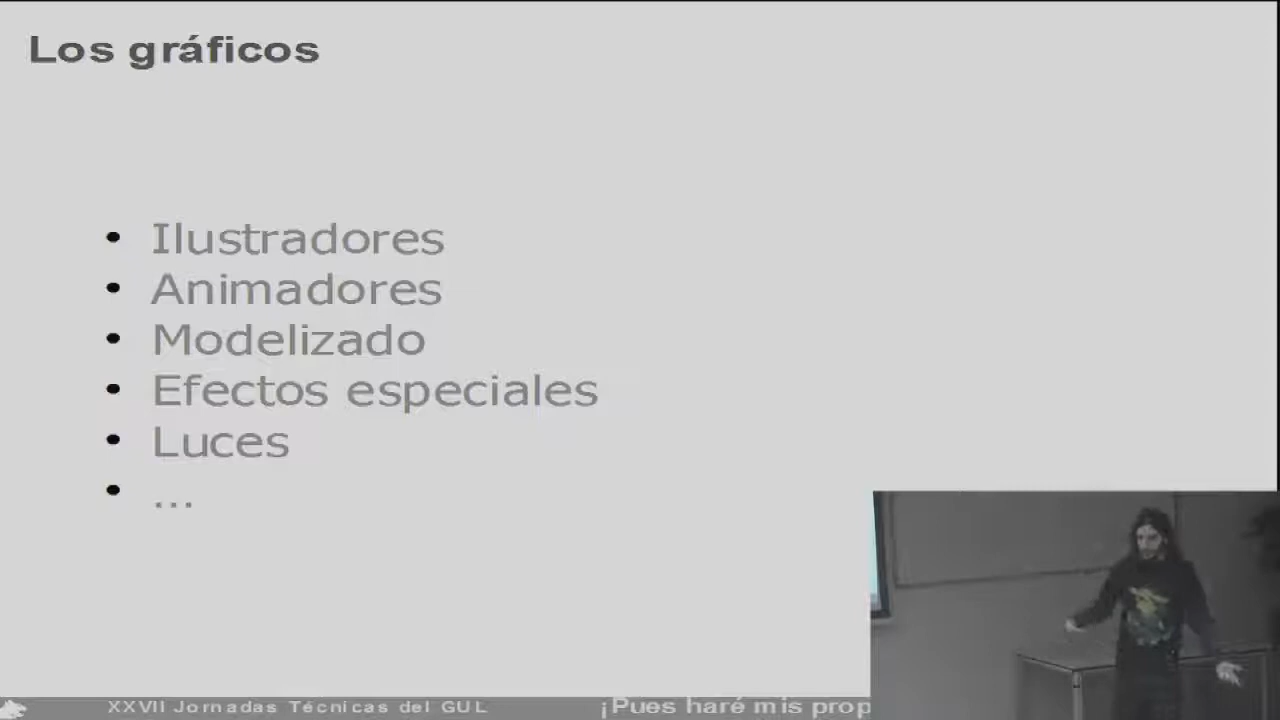 Los gráficos
• Ilustradores
• Animadores
• Modelizado
• Efectos especiales
• Luces
• ...
XXVII Jornadas Técnicas del GUL
¡Pues haré mis prop